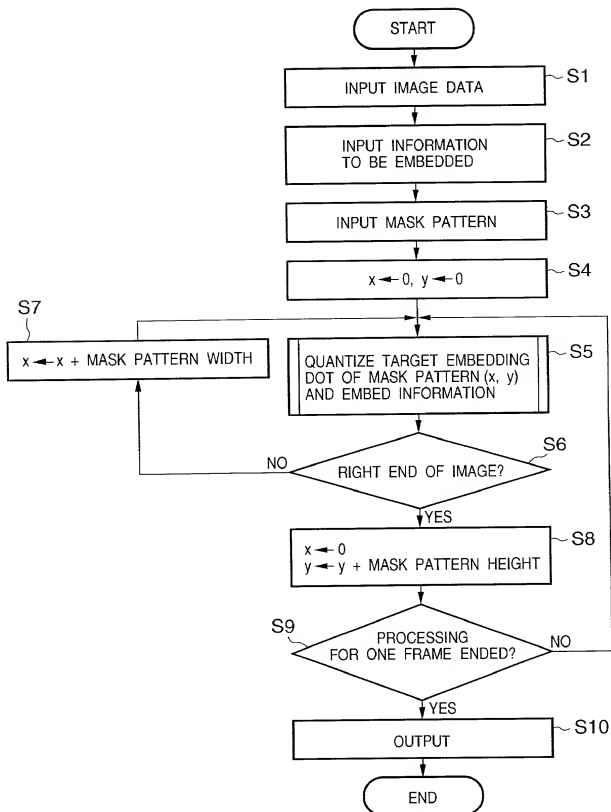 START
INPUT IMAGE DATA
S1
INPUT INFORMATION
TO BE EMBEDDED
S2
INPUT MASK PATTERN
S3
x ← 0, y ← 0
S4
S7
x ← x + MASK PATTERN WIDTH
QUANTIZE TARGET EMBEDDING
DOT OF MASK PATTERN (x, y)
AND EMBED INFORMATION
S5
S6
NO
RIGHT END OF IMAGE?
YES
x ← 0
y ← y + MASK PATTERN HEIGHT
S8
S9
PROCESSING
FOR ONE FRAME ENDED?
NO
YES
OUTPUT
S10
END